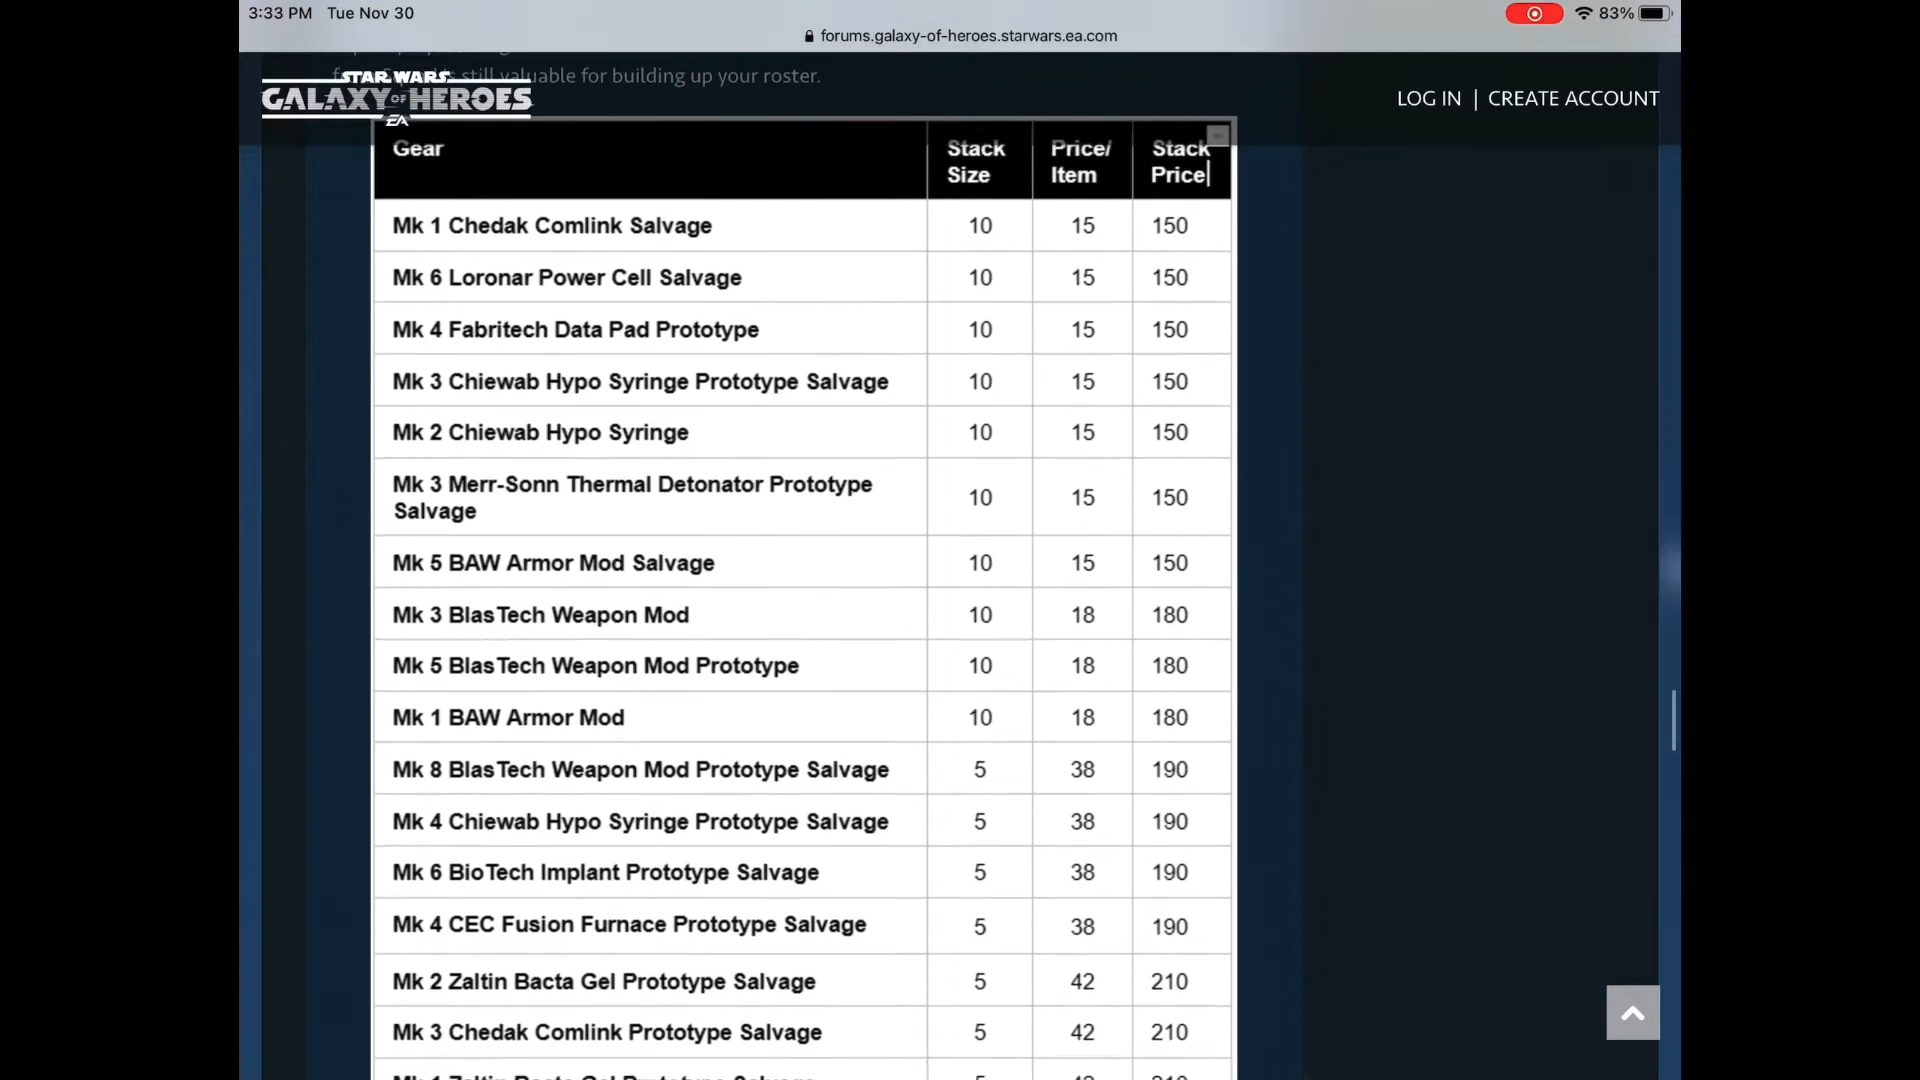 3:33 PM Tue Nov 30 83%
forums.galaxy-of-heroes.starwars.ea.com
still valuable for building up your roster.
STAR WARS
GALAXY OF HEROES
EA
LOG IN | CREATE ACCOUNT
Gear Stack Size Price/ Item Stack Price
Mk 1 Chedak Comlink Salvage 10 15 150
Mk 6 Loronar Power Cell Salvage 10 15 150
Mk 4 Fabritech Data Pad Prototype 10 15 150
Mk 3 Chiewab Hypo Syringe Prototype Salvage 10 15 150
Mk 2 Chiewab Hypo Syringe 10 15 150
Mk 3 Merr-Sonn Thermal Detonator Prototype
Salvage 10 15 150
Mk 5 BAW Armor Mod Salvage 10 15 150
Mk 3 BlasTech Weapon Mod 10 18 180
Mk 5 BlasTech Weapon Mod Prototype 10 18 180
Mk 1 BAW Armor Mod 10 18 180
Mk 8 BlasTech Weapon Mod Prototype Salvage 5 38 190
Mk 4 Chiewab Hypo Syringe Prototype Salvage 5 38 190
Mk 6 BioTech Implant Prototype Salvage 5 38 190
Mk 4 CEC Fusion Furnace Prototype Salvage 5 38 190
Mk 2 Zaltin Bacta Gel Prototype Salvage 5 42 210
Mk 3 Chedak Comlink Prototype Salvage 5 42 210